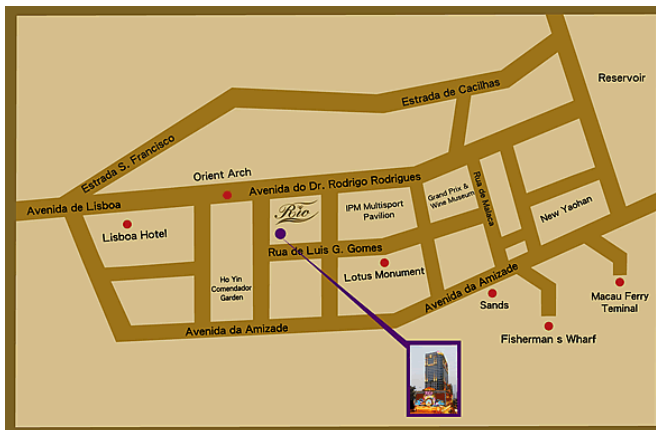 Reservoir
Estrada de Cacilhas
Estrada S. Francisco
Orient Arch
Avenida do Dr. Rodrigo Rodrigues
Avenida de Lisboa
Rio
IPM Multisport
Pavilion
Grand Prix &
Wine Museum
Rua de Malaca
New Yaohan
Lisboa Hotel
Rua de Luis G. Gomes
Ho Yin
Comendador
Garden
Lotus Monument
Avenida da Amizade
Sands
Macau Ferry
Teminal
Avenida da Amizade
Fisherman s Wharf